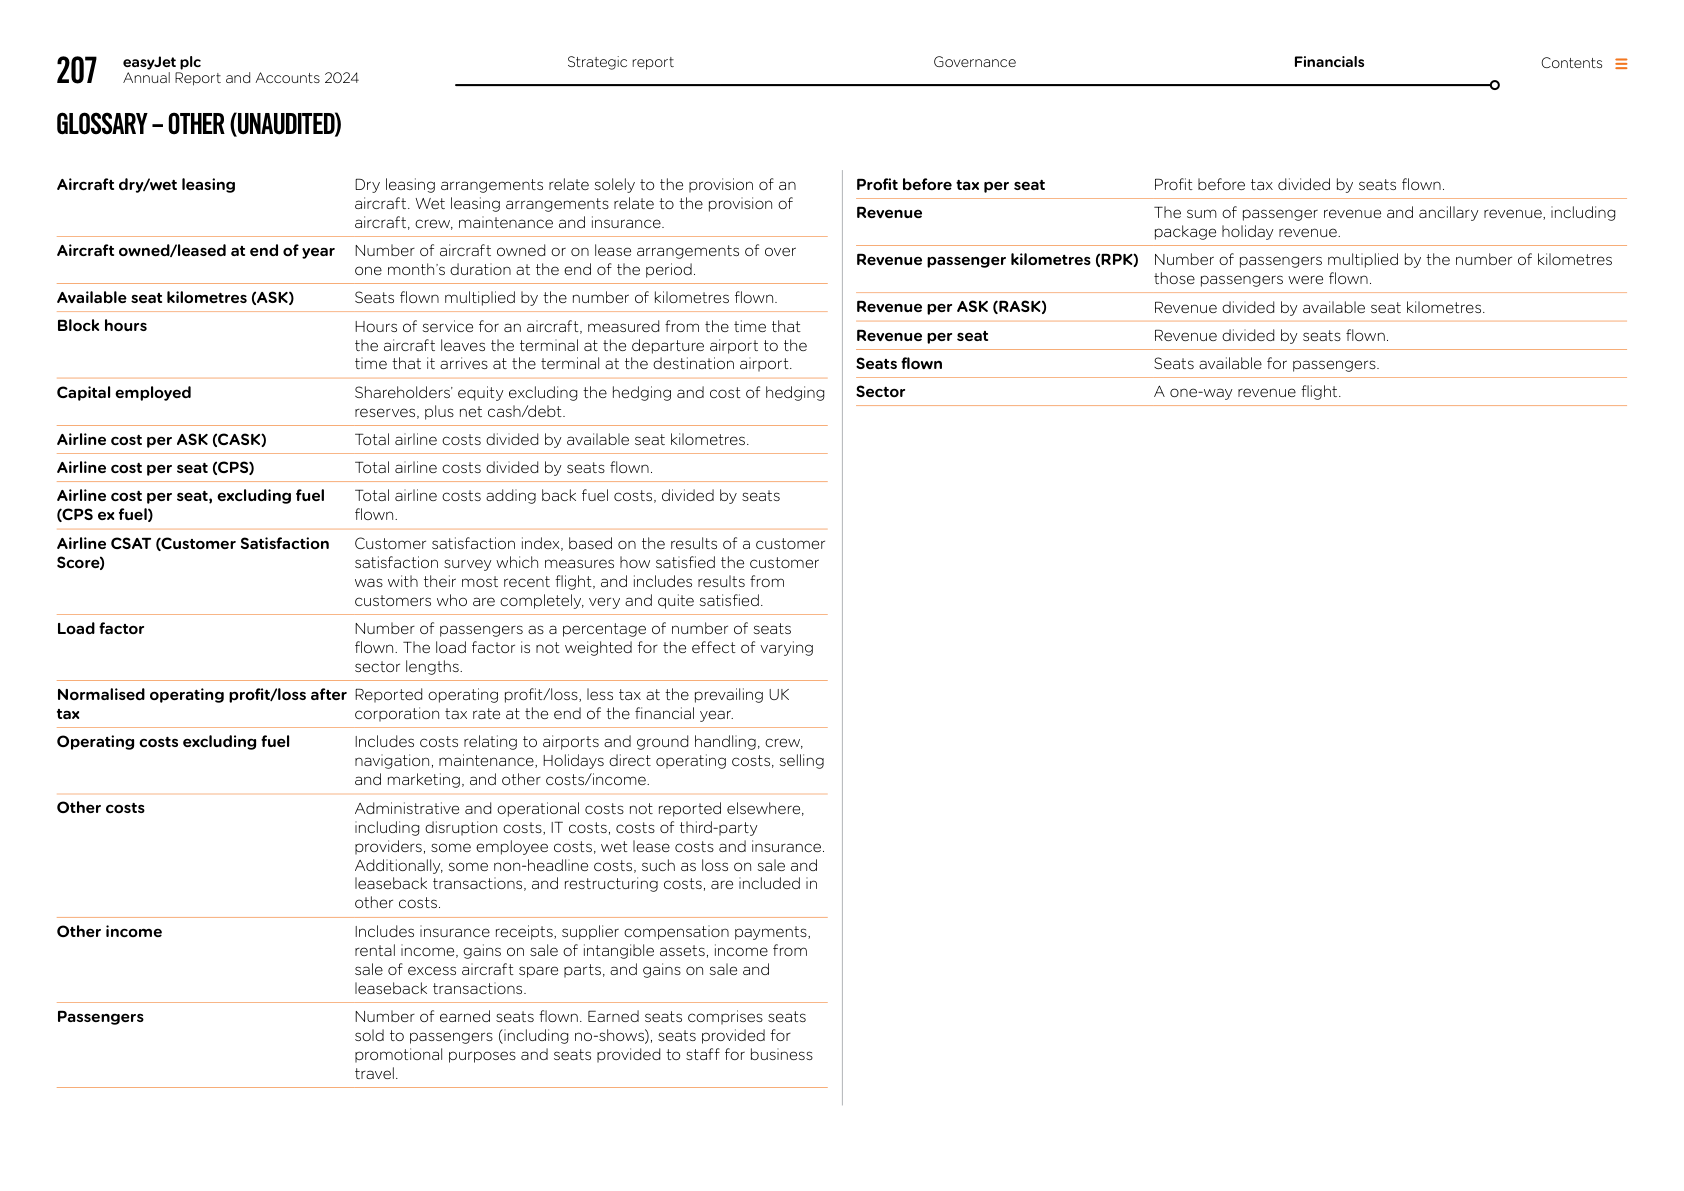 207
easyJet plc
Annual Report and Accounts 2024
Strategic report
Governance
Financials
Contents
GLOSSARY – OTHER (UNAUDITED)
Aircraft dry/wet leasing
Dry leasing arrangements relate solely to the provision of an
aircraft. Wet leasing arrangements relate to the provision of
aircraft, crew, maintenance and insurance.
Aircraft owned/leased at end of year
Number of aircraft owned or on lease arrangements of over
one month's duration at the end of the period.
Available seat kilometres (ASK)
Seats flown multiplied by the number of kilometres flown.
Block hours
Hours of service for an aircraft, measured from the time that
the aircraft leaves the terminal at the departure airport to the
time that it arrives at the terminal at the destination airport.
Capital employed
Shareholders' equity excluding the hedging and cost of hedging
reserves, plus net cash/debt.
Airline cost per ASK (CASK)
Total airline costs divided by available seat kilometres.
Airline cost per seat (CPS)
Total airline costs divided by seats flown.
Airline cost per seat, excluding fuel
(CPS ex fuel)
Total airline costs adding back fuel costs, divided by seats
flown.
Airline CSAT (Customer Satisfaction
Score)
Customer satisfaction index, based on the results of a customer
satisfaction survey which measures how satisfied the customer
was with their most recent flight, and includes results from
customers who are completely, very and quite satisfied.
Load factor
Number of passengers as a percentage of number of seats
flown. The load factor is not weighted for the effect of varying
sector lengths.
Normalised operating profit/loss after
tax
Reported operating profit/loss, less tax at the prevailing UK
corporation tax rate at the end of the financial year.
Operating costs excluding fuel
Includes costs relating to airports and ground handling, crew,
navigation, maintenance, Holidays direct operating costs, selling
and marketing, and other costs/income.
Other costs
Administrative and operational costs not reported elsewhere,
including disruption costs, IT costs, costs of third-party
providers, some employee costs, wet lease costs and insurance.
Additionally, some non-headline costs, such as loss on sale and
leaseback transactions, and restructuring costs, are included in
other costs.
Other income
Includes insurance receipts, supplier compensation payments,
rental income, gains on sale of intangible assets, income from
sale of excess aircraft spare parts, and gains on sale and
leaseback transactions.
Passengers
Number of earned seats flown. Earned seats comprises seats
sold to passengers (including no-shows), seats provided for
promotional purposes and seats provided to staff for business
travel.
Profit before tax per seat
Profit before tax divided by seats flown.
Revenue
The sum of passenger revenue and ancillary revenue, including
package holiday revenue.
Revenue passenger kilometres (RPK)
Number of passengers multiplied by the number of kilometres
those passengers were flown.
Revenue per ASK (RASK)
Revenue divided by available seat kilometres.
Revenue per seat
Revenue divided by seats flown.
Seats flown
Seats available for passengers.
Sector
A one-way revenue flight.